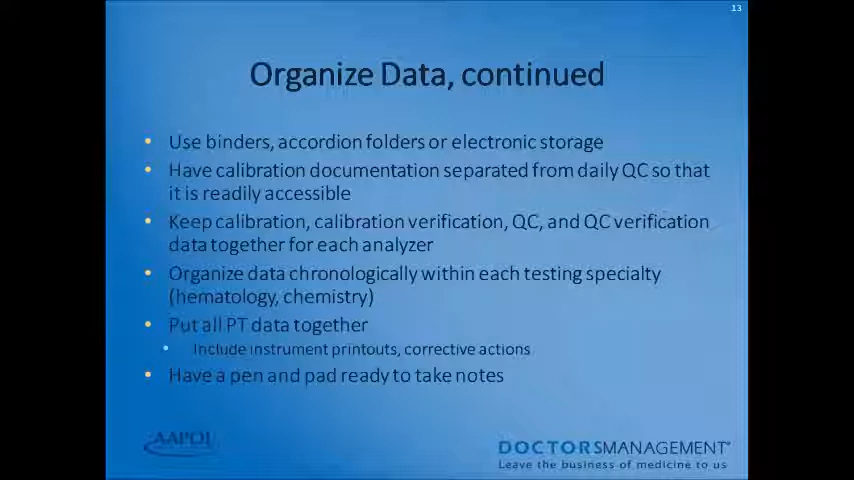 13
Organize Data, continued
• Use binders, accordion folders or electronic storage
• Have calibration documentation separated from daily QC so that
it is readily accessible
• Keep calibration, calibration verification, QC, and QC verification
data together for each analyzer
• Organize data chronologically within each testing specialty
(hematology, chemistry)
• Put all PT data together
• Include instrument printouts, corrective actions
• Have a pen and pad ready to take notes
DOCTORSMANAGEMENT®
Leave the business of medicine to us